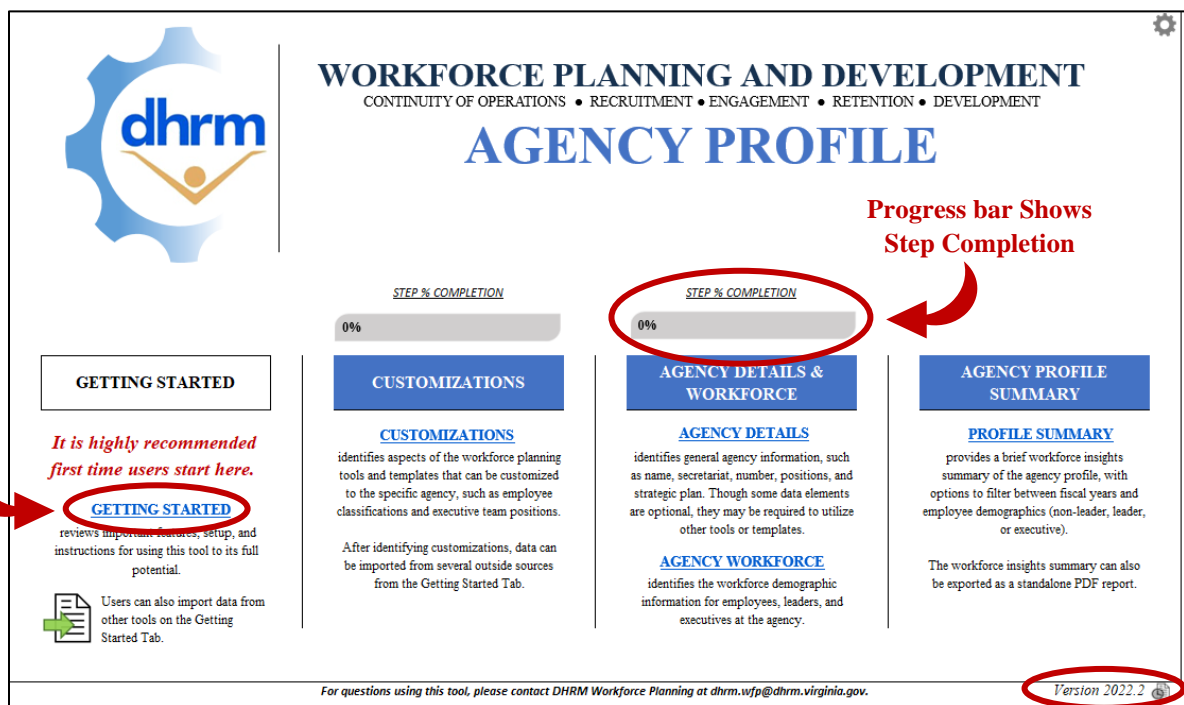 dhrm
WORKFORCE PLANNING AND DEVELOPMENT
CONTINUITY OF OPERATIONS ● RECRUITMENT ● ENGAGEMENT ● RETENTION ● DEVELOPMENT
AGENCY PROFILE
Progress bar Shows
Step Completion
STEP % COMPLETION
0%
STEP % COMPLETION
0%
GETTING STARTED
It is highly recommended
first time users start here.
GETTING STARTED
reviews important features, setup, and
instructions for using this tool to its full
potential.
Users can also import data from
other tools on the Getting
Started Tab.
CUSTOMIZATIONS
CUSTOMIZATIONS
identifies aspects of the workforce planning
tools and templates that can be customized
to the specific agency, such as employee
classifications and executive team positions.
After identifying customizations, data can
be imported from several outside sources
from the Getting Started Tab.
AGENCY DETAILS &
WORKFORCE
AGENCY DETAILS
identifies general agency information, such
as name, secretariat, number, positions, and
strategic plan. Though some data elements
are optional, they may be required to utilize
other tools or templates.
AGENCY WORKFORCE
identifies the workforce demographic
information for employees, leaders, and
executives at the agency.
AGENCY PROFILE
SUMMARY
PROFILE SUMMARY
provides a brief workforce insights
summary of the agency profile, with
options to filter between fiscal years and
employee demographics (non-leader, leader,
or executive).
The workforce insights summary can also
be exported as a standalone PDF report.
For questions using this tool, please contact DHRM Workforce Planning at dhrm.wfp@dhrm.virginia.gov.
Version 2022.2